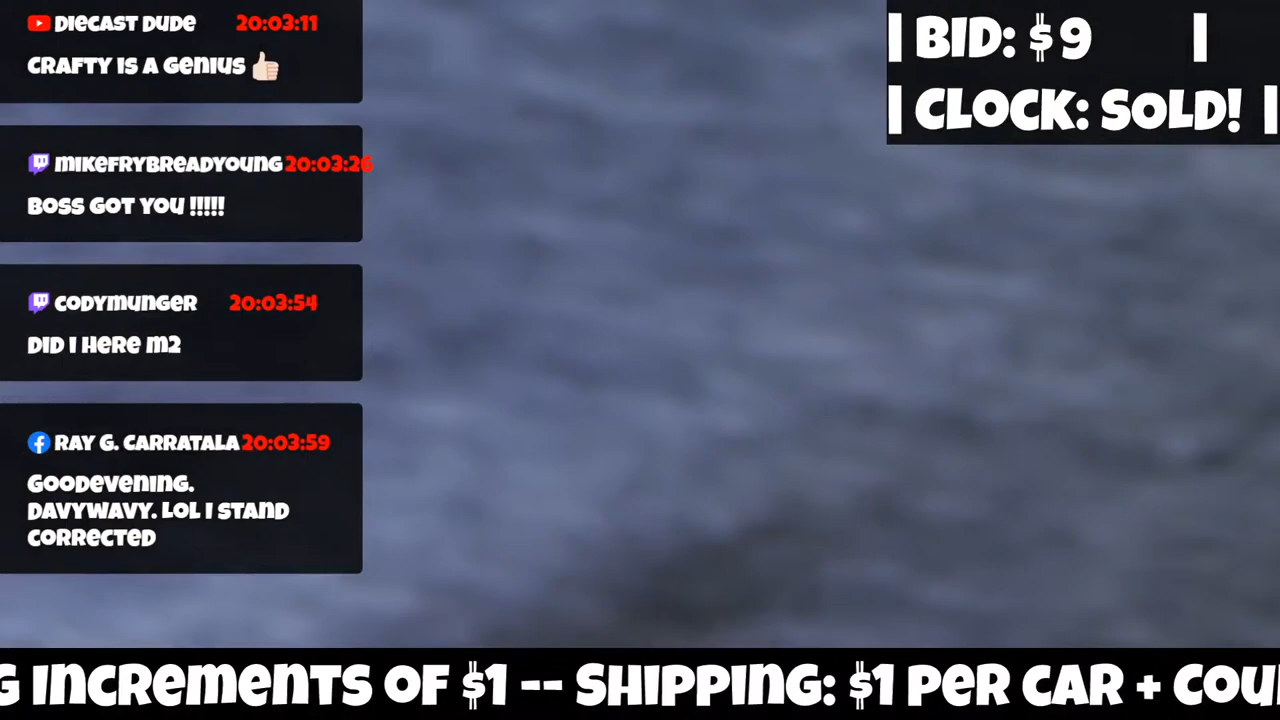 DIECAST DUDE 20:03:11
CRAFTY IS A GENIUS 👍🏻
MIKEFRYBREADYOUNG 20:03:26
BOSS GOT YOU !!!!!
CODYMUNGER 20:03:54
DID I HERE M2
RAY G. CARRATALA 20:03:59
GOODEVENING.
DAVYWAVY. LOL I STAND
CORRECTED
| BID: $9 |
| CLOCK: SOLD! |
G INCREMENTS OF $1 -- SHIPPING: $1 PER CAR + COU